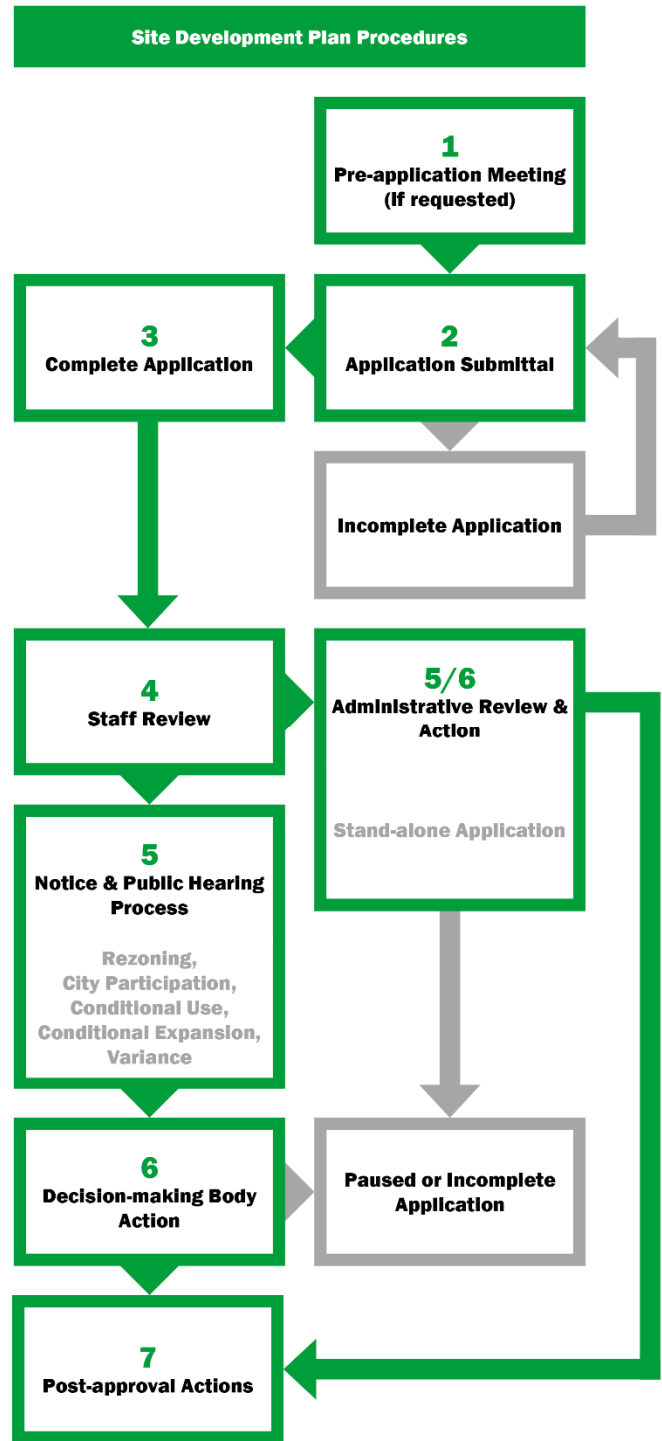 Site Development Plan Procedures
1
Pre-application Meeting
(if requested)
3
Complete Application
2
Application Submittal
Incomplete Application
4
Staff Review
5/6
Administrative Review &
Action
Stand-alone Application
5
Notice & Public Hearing
Process
Rezoning,
City Participation,
Conditional Use,
Conditional Expansion,
Variance
6
Decision-making Body
Action
Paused or Incomplete
Application
7
Post-approval Actions